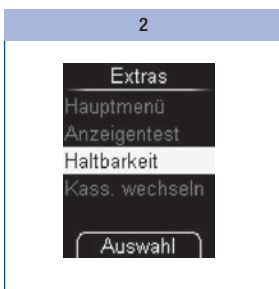 2
Extras
Hauptmenü
Anzeigentest
Haltbarkeit
Kass. wechseln
Auswahl